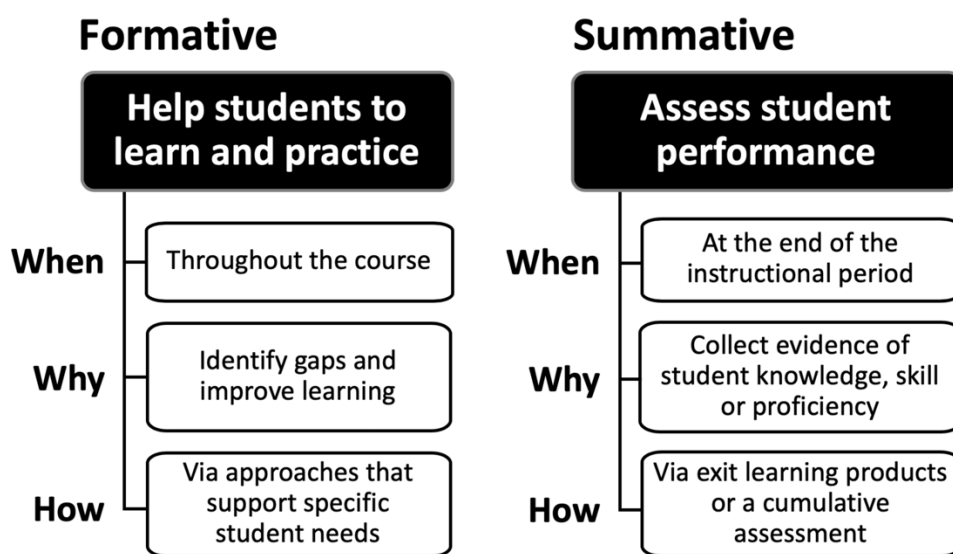 Formative
Help students to
learn and practice
When
Throughout the course
Why
Identify gaps and
improve learning
How
Via approaches that
support specific
student needs
Summative
Assess student
performance
When
At the end of the
instructional period
Why
Collect evidence of
student knowledge, skill
or proficiency
How
Via exit learning products
or a cumulative
assessment